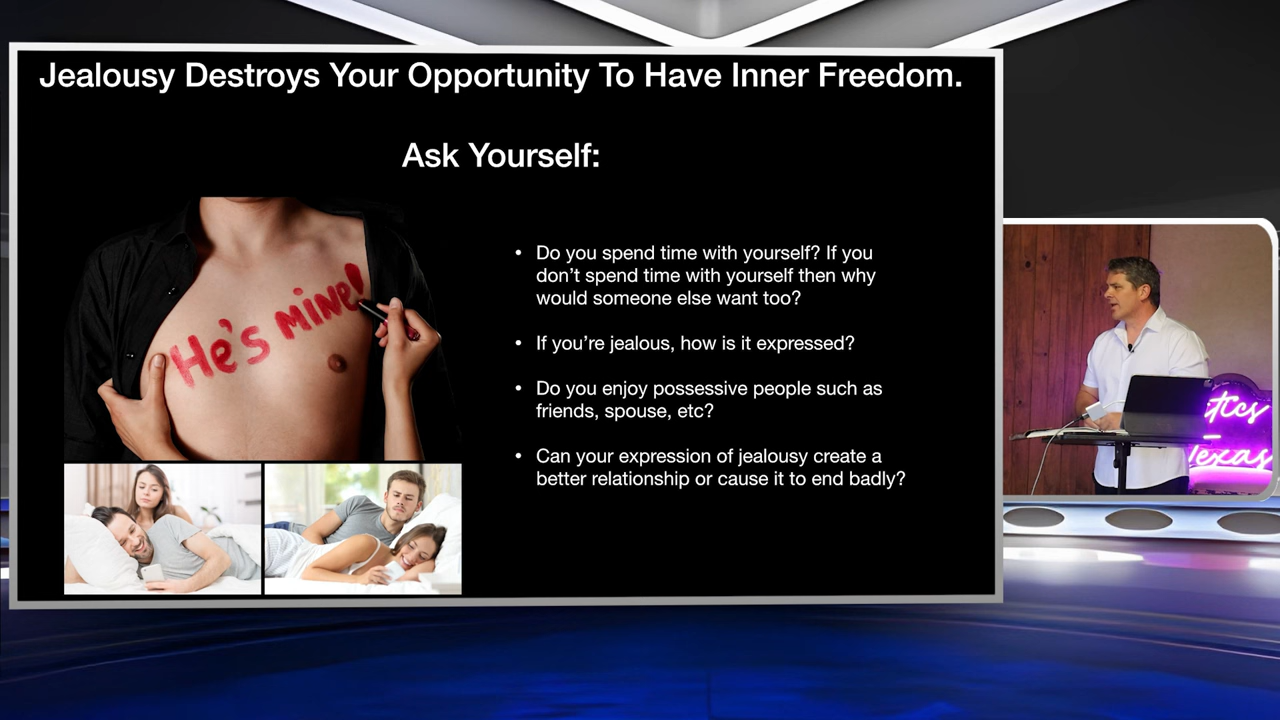 Jealousy Destroys Your Opportunity To Have Inner Freedom.
Ask Yourself:
He's mine!
• Do you spend time with yourself? If you
don't spend time with yourself then why
would someone else want too?
• If you're jealous, how is it expressed?
• Do you enjoy possessive people such as
friends, spouse, etc?
• Can your expression of jealousy create a
better relationship or cause it to end badly?
Texas